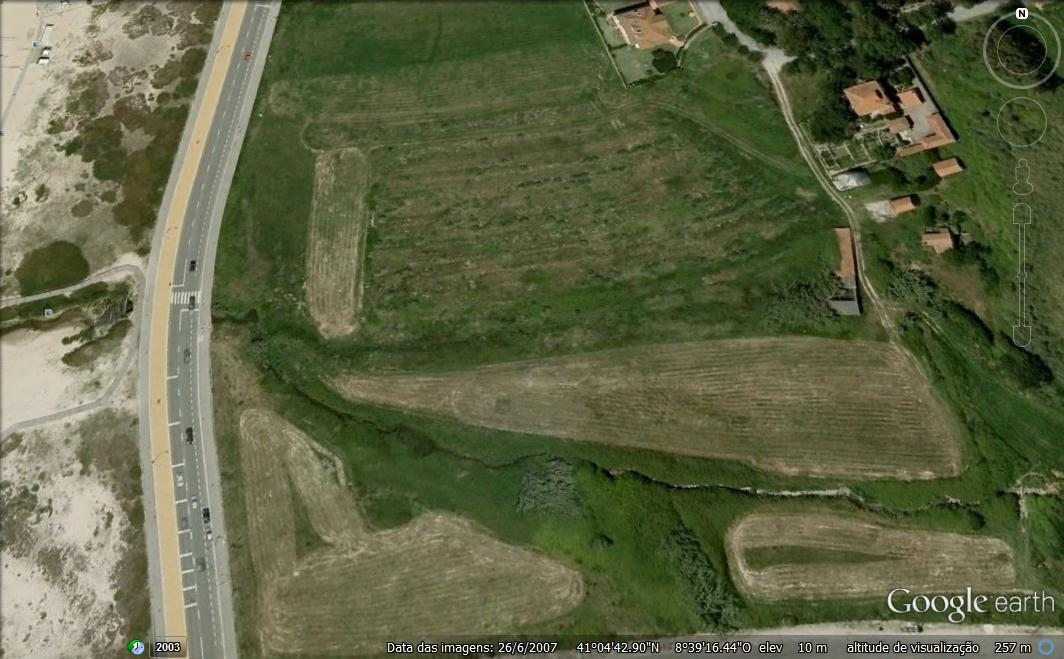 N
Google earth
2003
Data das imagens: 26/6/2007 41°04'42.90"N 8°39'16.44"O elev 10 m altitude de visualização 257 m